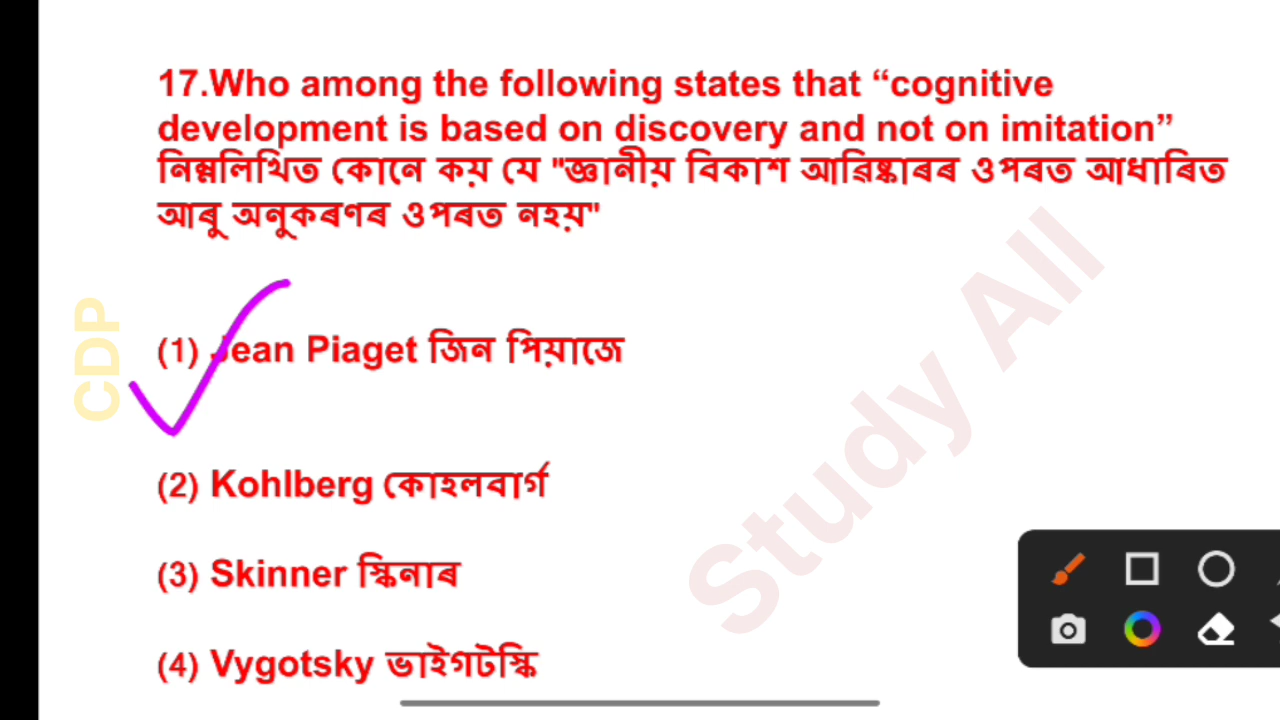 17.Who among the following states that “cognitive
development is based on discovery and not on imitation”
নিম্নলিখিত কোনে কয় যে "জ্ঞানীয় বিকাশ আৱিষ্কাৰৰ ওপৰত আধাৰিত
আৰু অনুকৰণৰ ওপৰত নহয়"
CDP
(1) Jean Piaget জিন পিয়াজে
(2) Kohlberg কোহলবাৰ্গ
(3) Skinner স্কিনাৰ
(4) Vygotsky ভাইগটস্কি
Study All